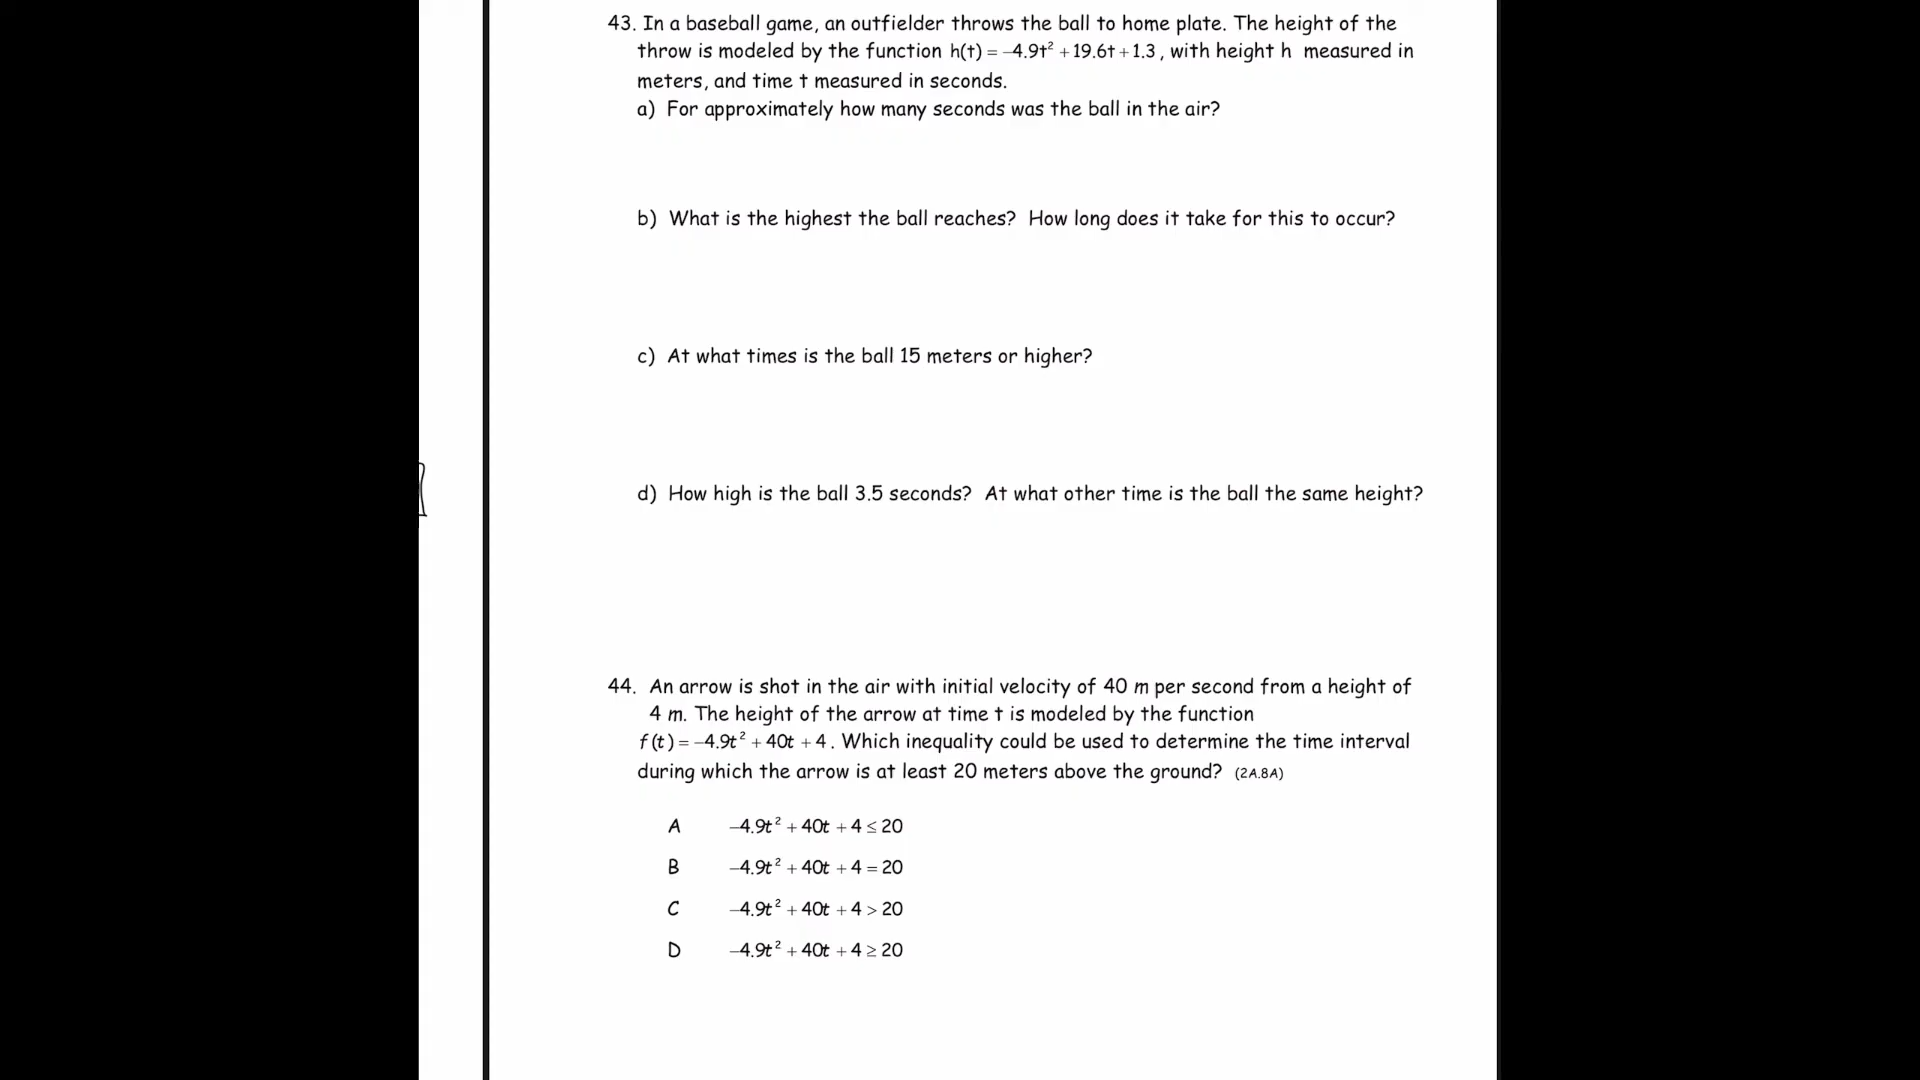 43. In a baseball game, an outfielder throws the ball to home plate. The height of the
throw is modeled by the function h(t) = −4.9t² + 19.6t + 1.3, with height h measured in
meters, and time t measured in seconds.
a) For approximately how many seconds was the ball in the air?
b) What is the highest the ball reaches? How long does it take for this to occur?
c) At what times is the ball 15 meters or higher?
d) How high is the ball 3.5 seconds? At what other time is the ball the same height?
44. An arrow is shot in the air with initial velocity of 40 m per second from a height of
4 m. The height of the arrow at time t is modeled by the function
f(t) = −4.9t² + 40t + 4. Which inequality could be used to determine the time interval
during which the arrow is at least 20 meters above the ground? (2A.8A)
A −4.9t² + 40t + 4 ≤ 20
B −4.9t² + 40t + 4 = 20
C −4.9t² + 40t + 4 > 20
D −4.9t² + 40t + 4 ≥ 20